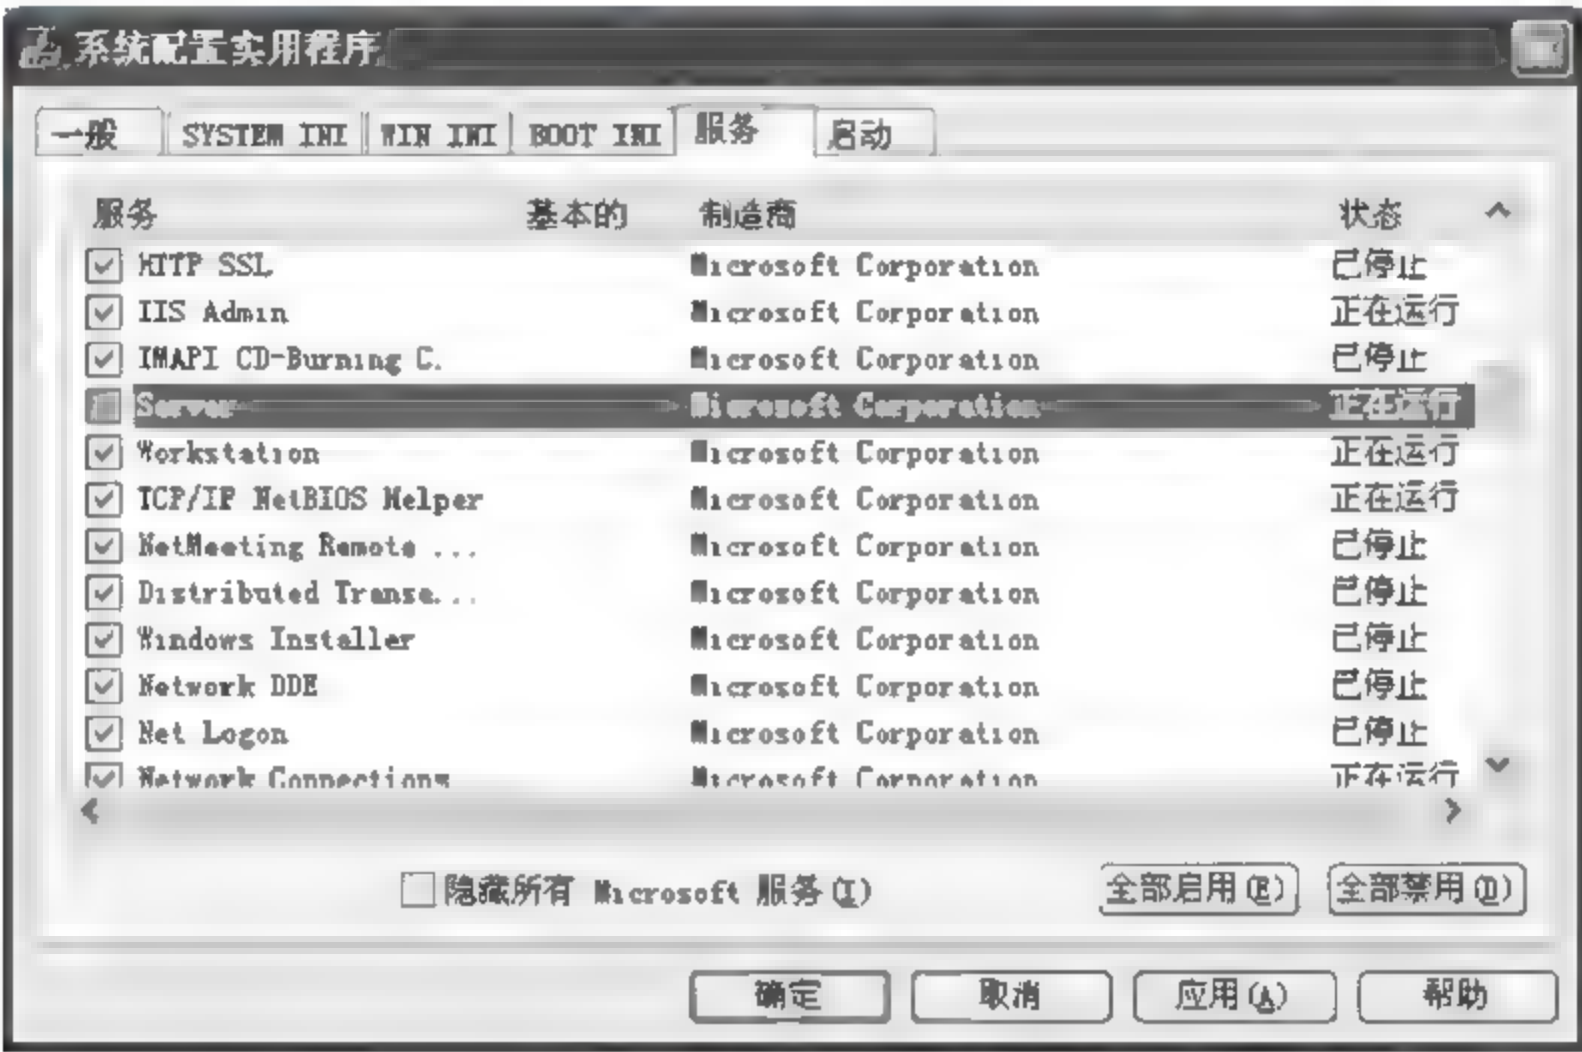 系统配置实用程序
一般 SYSTEM INI WIN INI BOOT INI 服务 启动
服务 基本的 制造商 状态
HTTP SSL Microsoft Corporation 已停止
IIS Admin Microsoft Corporation 正在运行
IMAPI CD-Burning C. Microsoft Corporation 已停止
Server Microsoft Corporation 正在运行
Workstation Microsoft Corporation 正在运行
TCP/IP NetBIOS Helper Microsoft Corporation 正在运行
NetMeeting Remote ... Microsoft Corporation 已停止
Distributed Transa... Microsoft Corporation 已停止
Windows Installer Microsoft Corporation 已停止
Network DDE Microsoft Corporation 已停止
Net Logon Microsoft Corporation 已停止
Network Connections Microsoft Corporation 正在运行
隐藏所有 Microsoft 服务(I) 全部启用(E) 全部禁用(D)
确定 取消 应用(A) 帮助